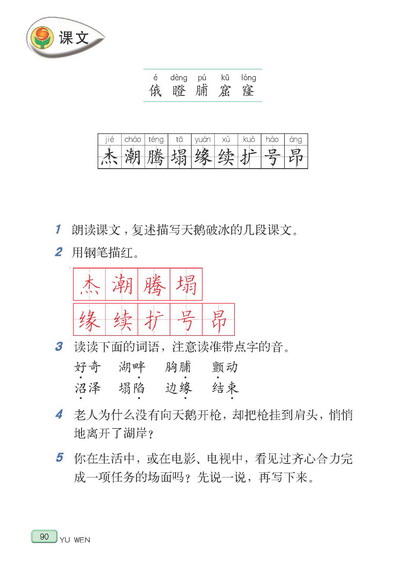 课文
é dèng pú kū lóng
俄 瞪 脯 窟 窿
jié cháo téng tā yuán xù kuò hào áng
杰 潮 腾 塌 缘 续 扩 号 昂
1 朗读课文，复述描写天鹅破冰的几段课文。
2 用钢笔描红。
杰 潮 腾 塌
缘 续 扩 号 昂
3 读读下面的词语，注意读准带点字的音。
好奇 湖畔 胸脯 颤动
沼泽 塌陷 边缘 结束
4 老人为什么没有向天鹅开枪，却把枪挂到肩头，悄悄
地离开了湖岸？
5 你在生活中，或在电影、电视中，看见过齐心合力完
成一项任务的场面吗？先说一说，再写下来。
90
YU WEN